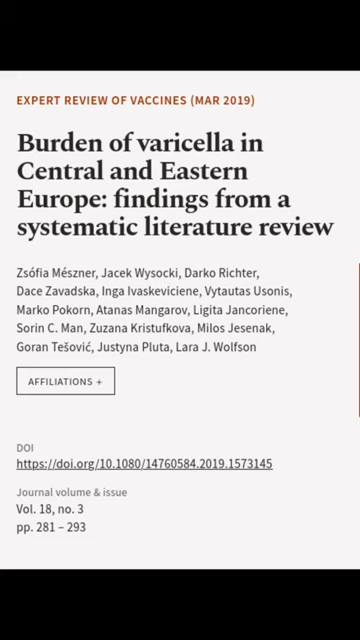 EXPERT REVIEW OF VACCINES (MAR 2019)
Burden of varicella in
Central and Eastern
Europe: findings from a
systematic literature review
Zsófia Mészner, Jacek Wysocki, Darko Richter,
Dace Zavadska, Inga Ivaskeviciene, Vytautas Usonis,
Marko Pokorn, Atanas Mangarov, Ligita Jancoriene,
Sorin C. Man, Zuzana Kristufkova, Milos Jesenak,
Goran Tešović, Justyna Pluta, Lara J. Wolfson
AFFILIATIONS +
DOI
https://doi.org/10.1080/14760584.2019.1573145
Journal volume & issue
Vol. 18, no. 3
pp. 281 – 293